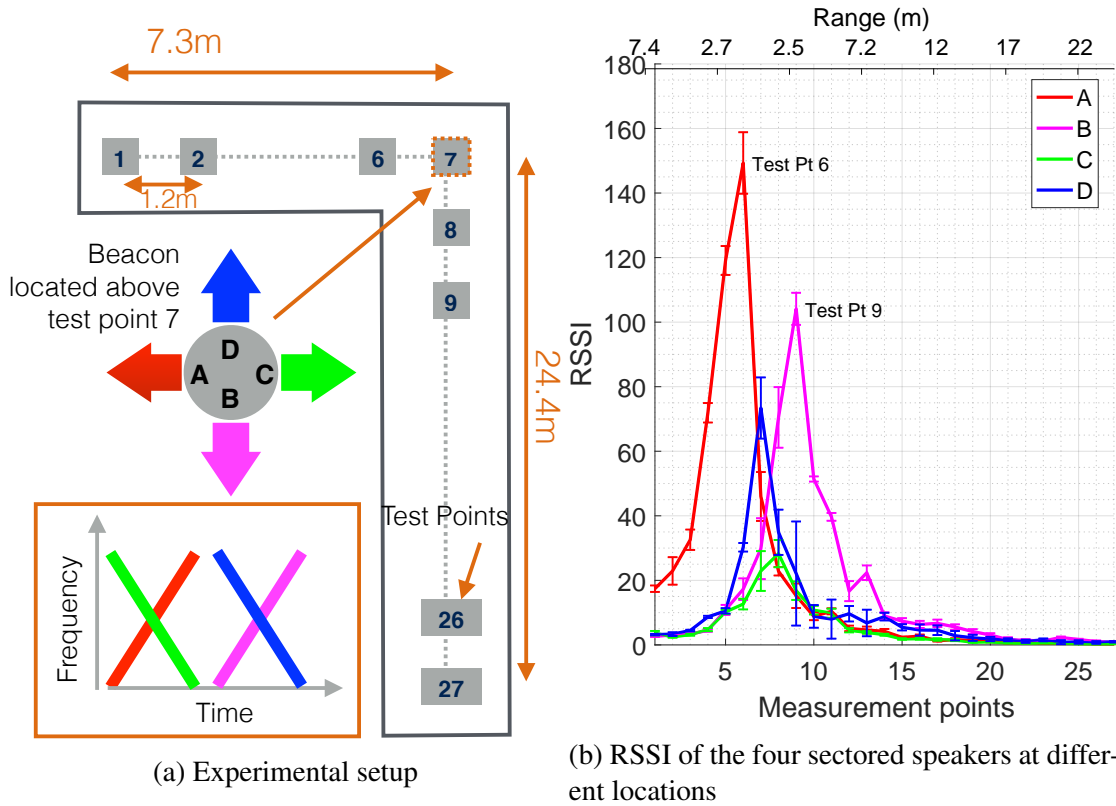 7.3m
1 2 6 7
1.2m
8
9
Beacon
located above
test point 7
D
A C
B
24.4m
Test Points
26
27
Frequency
Time
(a) Experimental setup
Range (m)
7.4 2.7 2.5 7.2 12 17 22
180
160
140
120
100
80
60
40
20
0
RSSI
Test Pt 6
Test Pt 9
A
B
C
D
5 10 15 20 25
Measurement points
(b) RSSI of the four sectored speakers at differ-
ent locations